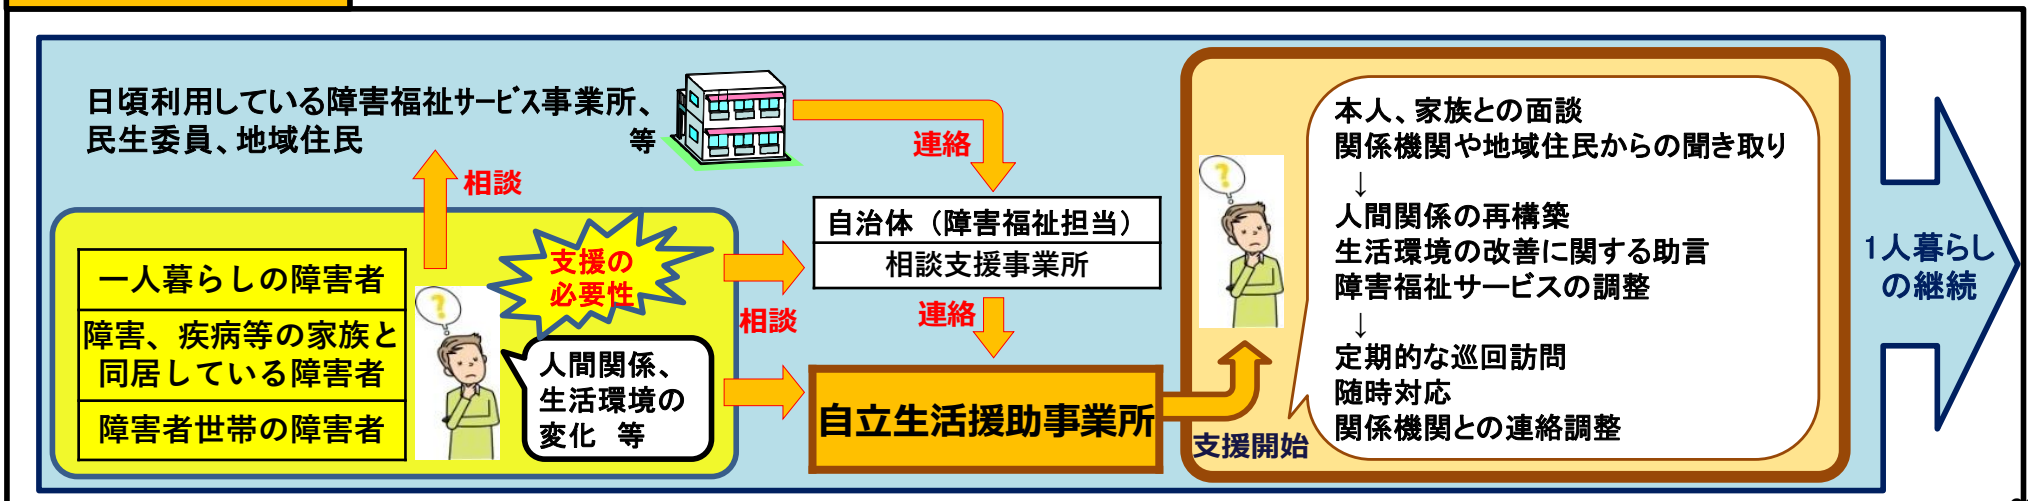 日頃利用している障害福祉サービス事業所、
民生委員、地域住民 等
連絡
相談
支援の
必要性
一人暮らしの障害者
障害、疾病等の家族と
同居している障害者
障害者世帯の障害者
?
人間関係、
生活環境の
変化 等
相談
自治体（障害福祉担当）
相談支援事業所
連絡
自立生活援助事業所
支援開始
?
本人、家族との面談
関係機関や地域住民からの聞き取り
↓
人間関係の再構築
生活環境の改善に関する助言
障害福祉サービスの調整
↓
定期的な巡回訪問
随時対応
関係機関との連絡調整
1人暮らし
の継続